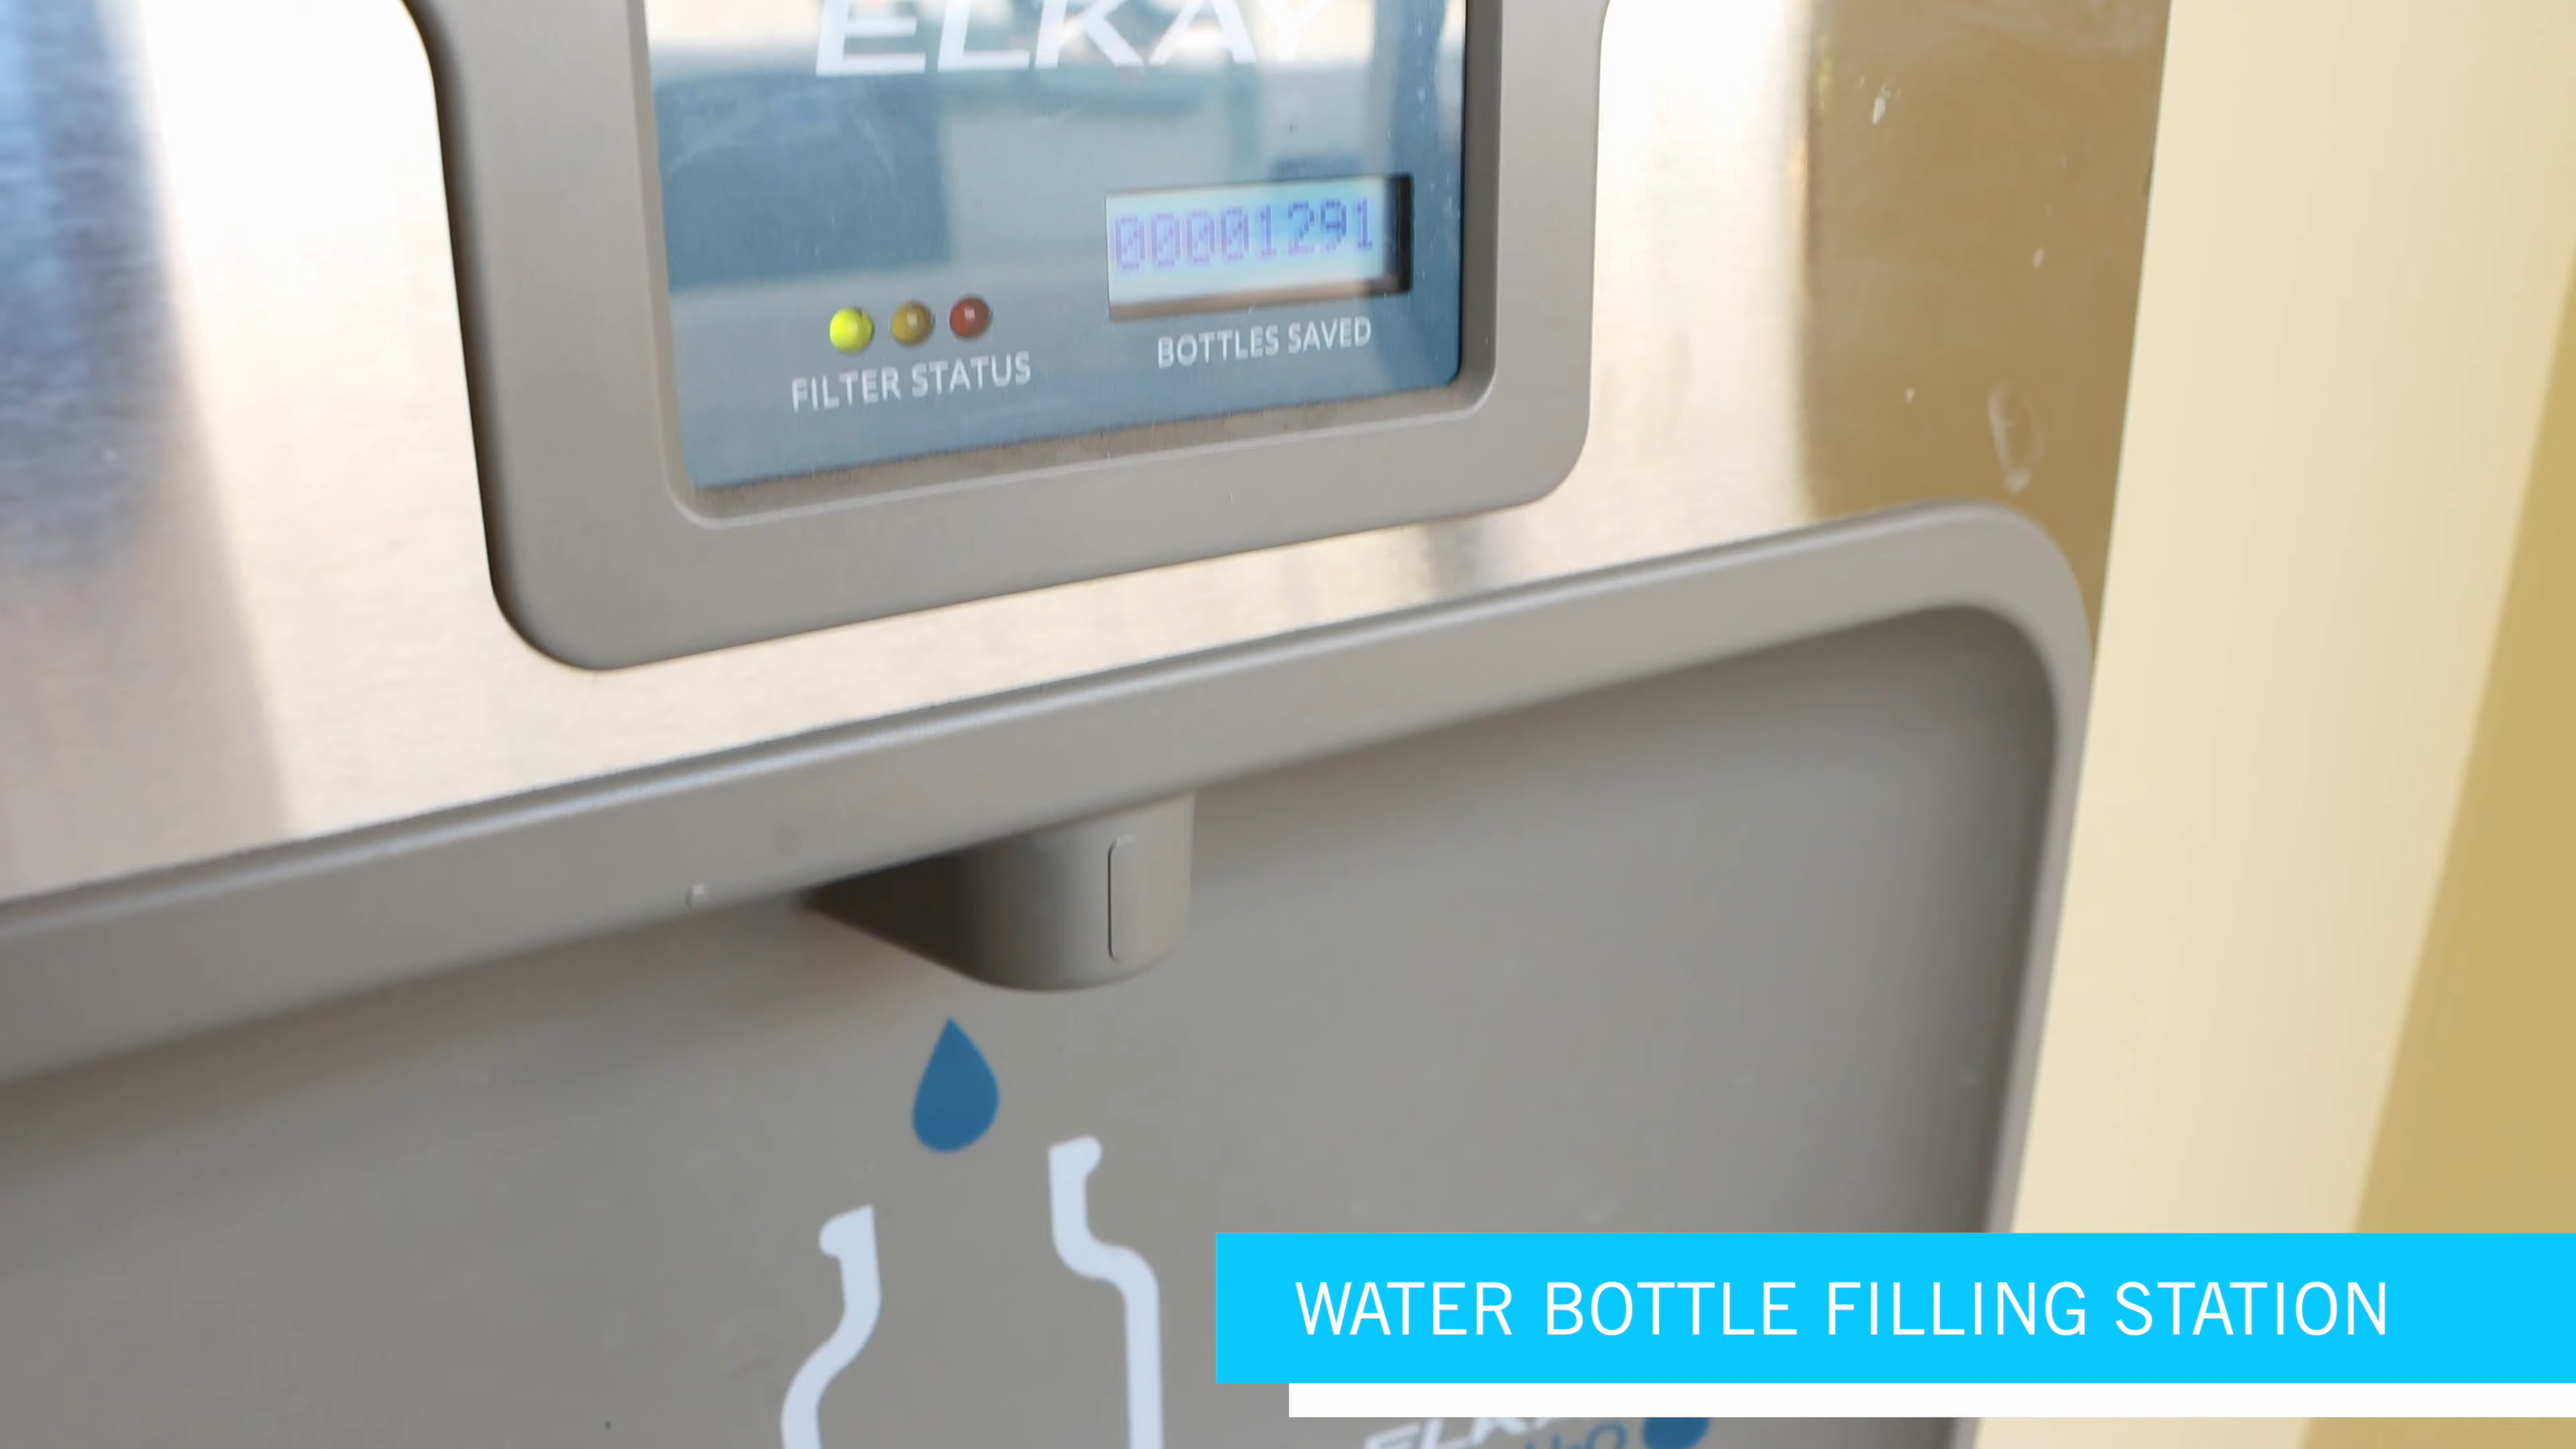 ELKAY
00001291
BOTTLES SAVED
FILTER STATUS
WATER BOTTLE FILLING STATION